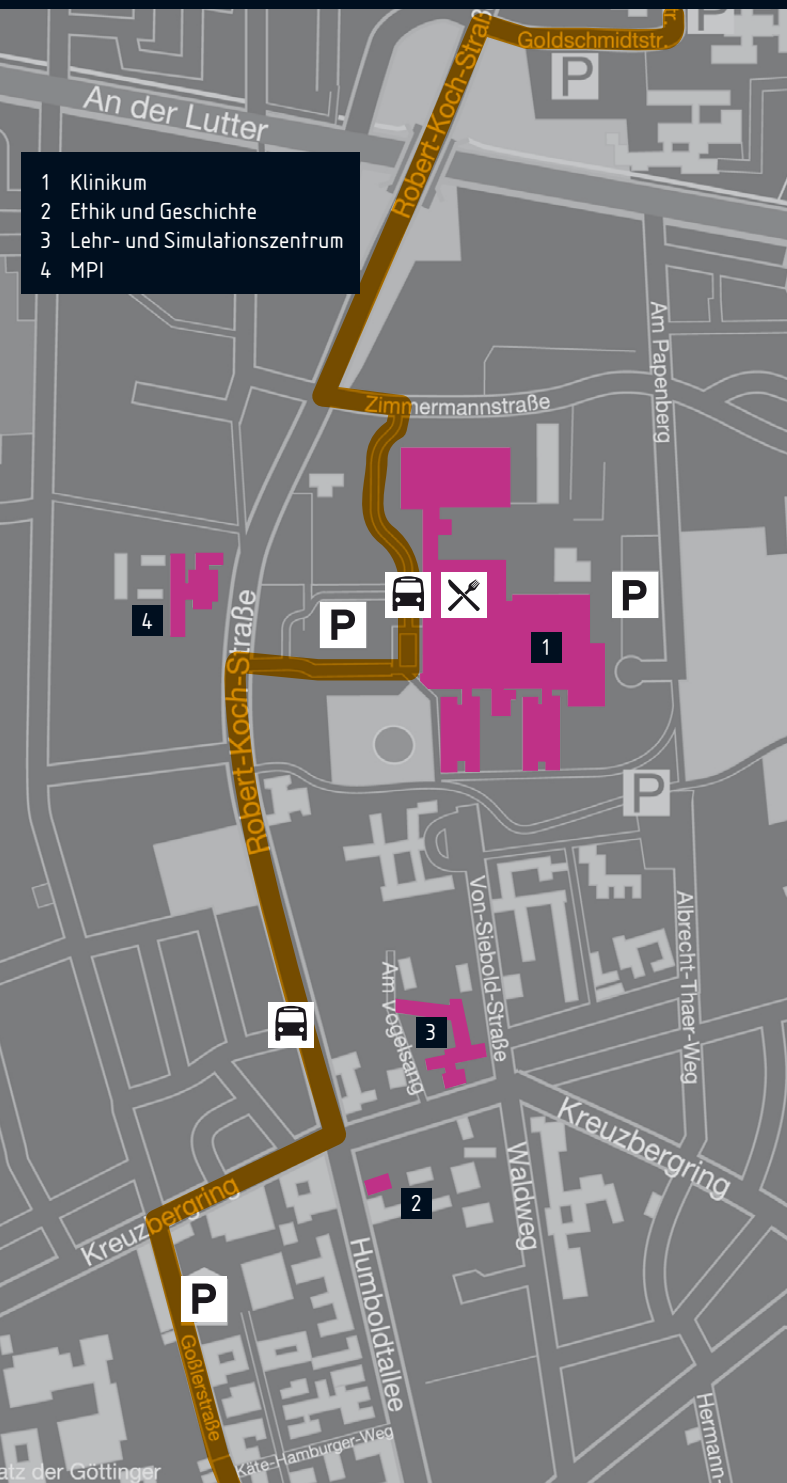 P
Robert-Koch-Straß
Goldschmidtstr.
tr.
P
An der Lutter
1 Klinikum
2 Ethik und Geschichte
3 Lehr- und Simulationszentrum
4 MPI
Am Papenberg
Zimmermannstraße
P
P
4
1
Robert-Koch-Straße
P
Von-Siebold-Straße
Albrecht-Thaer-Weg
Am Vogelsang
3
Kreuzbergring
Waldweg
2
Kreuzbergring
Humboldtallee
P
Goßlerstraße
Käte-Hamburger-Weg
Hermann-
atz der Göttinger